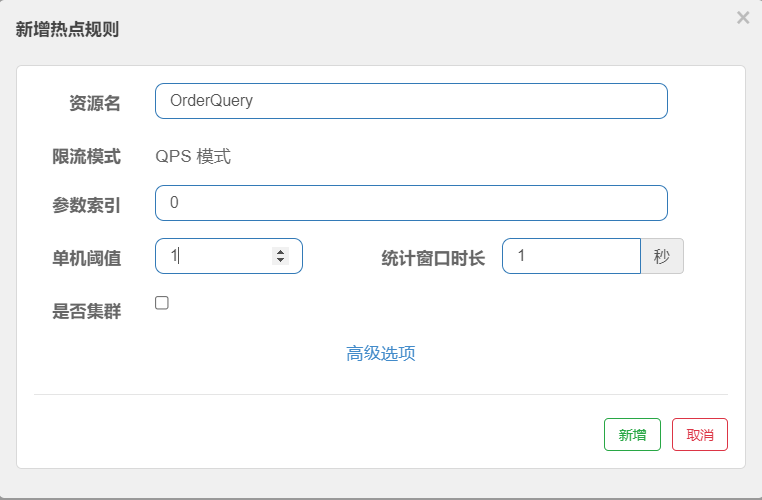 新增热点规则
×
资源名 OrderQuery
限流模式 QPS 模式
参数索引 0
单机阈值 1 统计窗口时长 1 秒
是否集群
高级选项
新增 取消